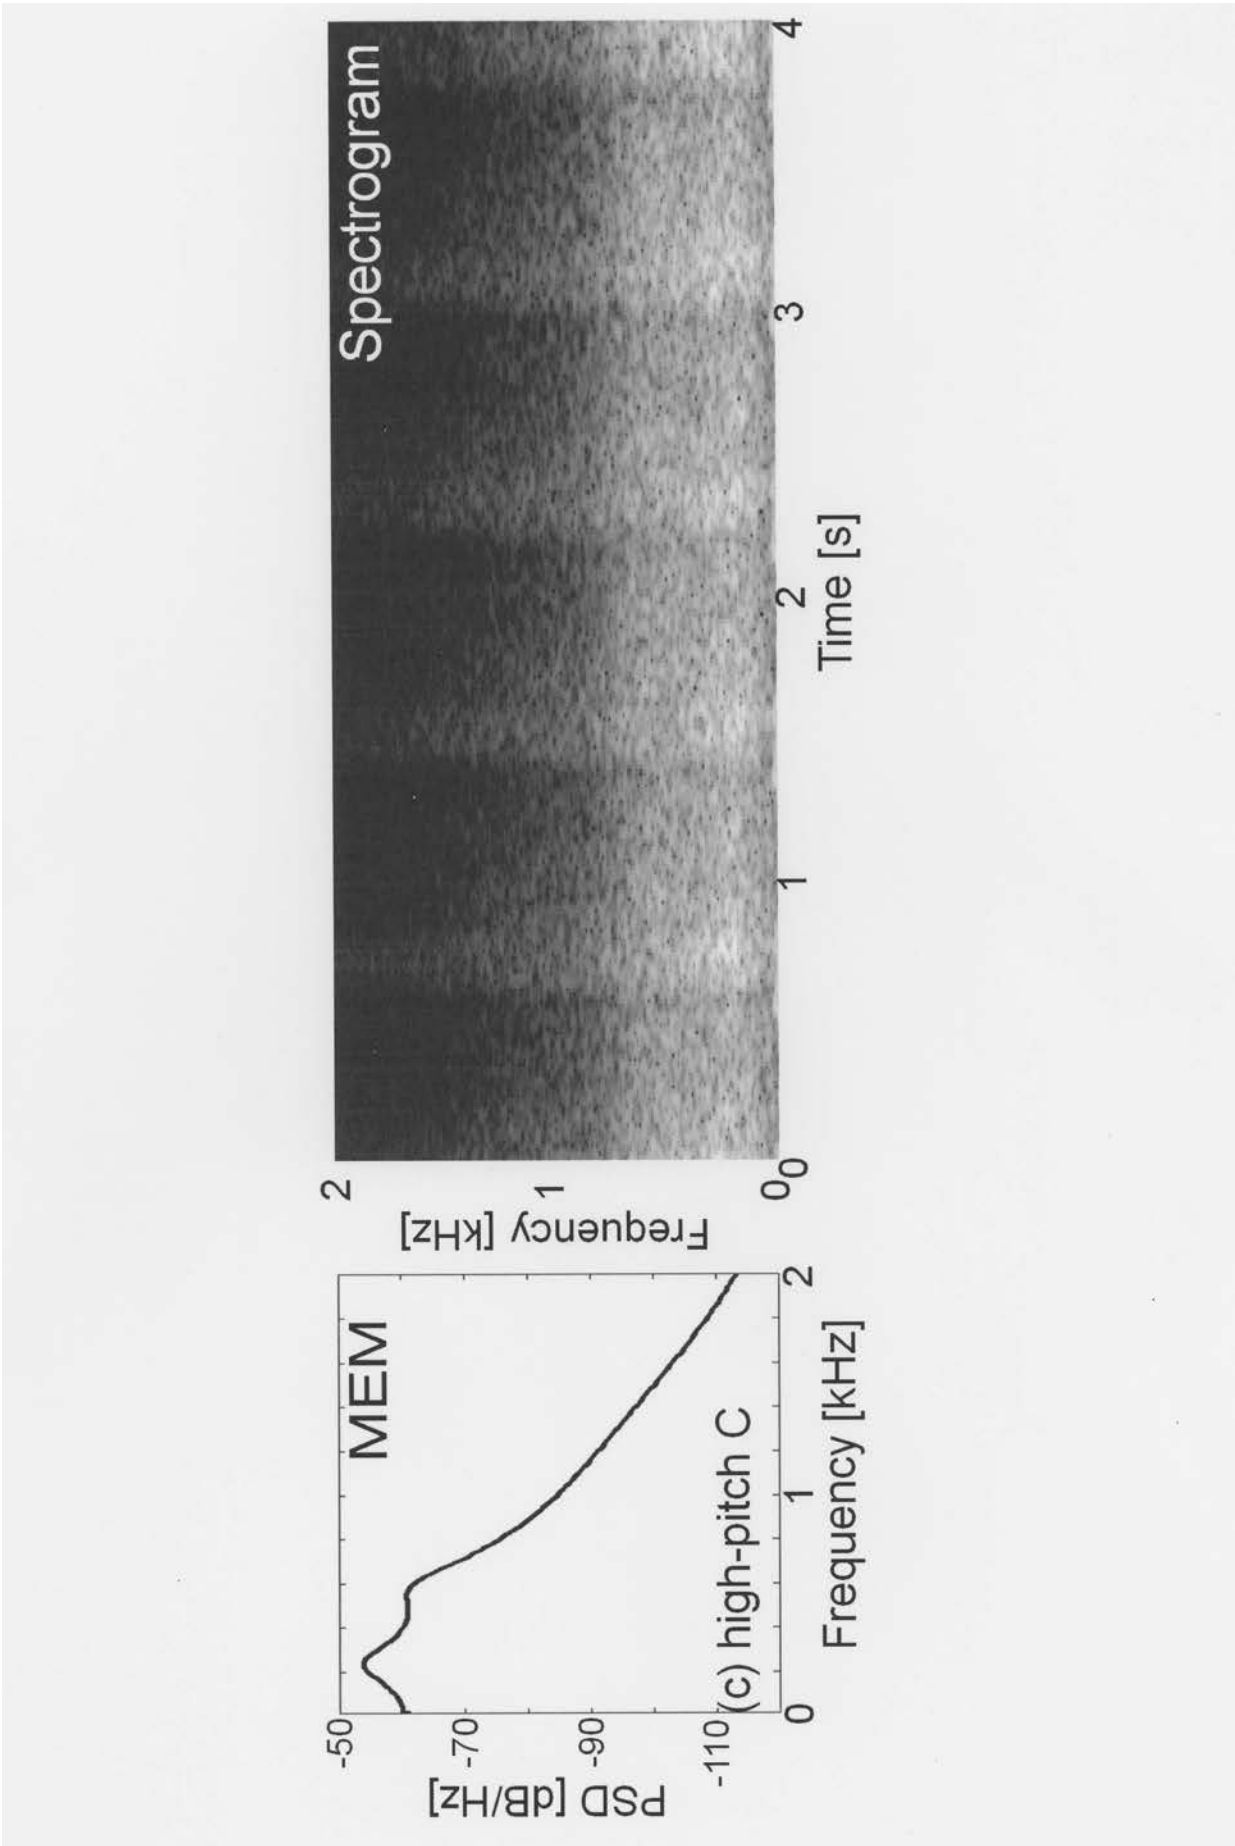 MEM
PSD [dB/Hz]
-50
-70
-90
-110
(c) high-pitch C
0
1
2
Frequency [kHz]
Spectrogram
Frequency [kHz]
2
1
0
0
1
2
3
4
Time [s]